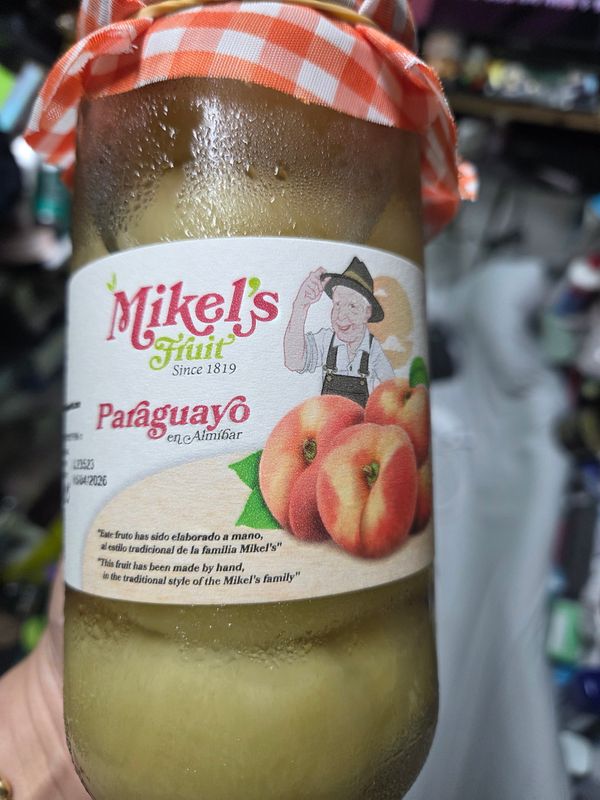 Mikel's
Fruit
Since 1819
Paraguayo
en Almíbar
"Este fruto has sido elaborado a mano,
al estilo tradicional de la familia Mikel's"
"This fruit has been made by hand,
in the traditional style of the Mikel's family"